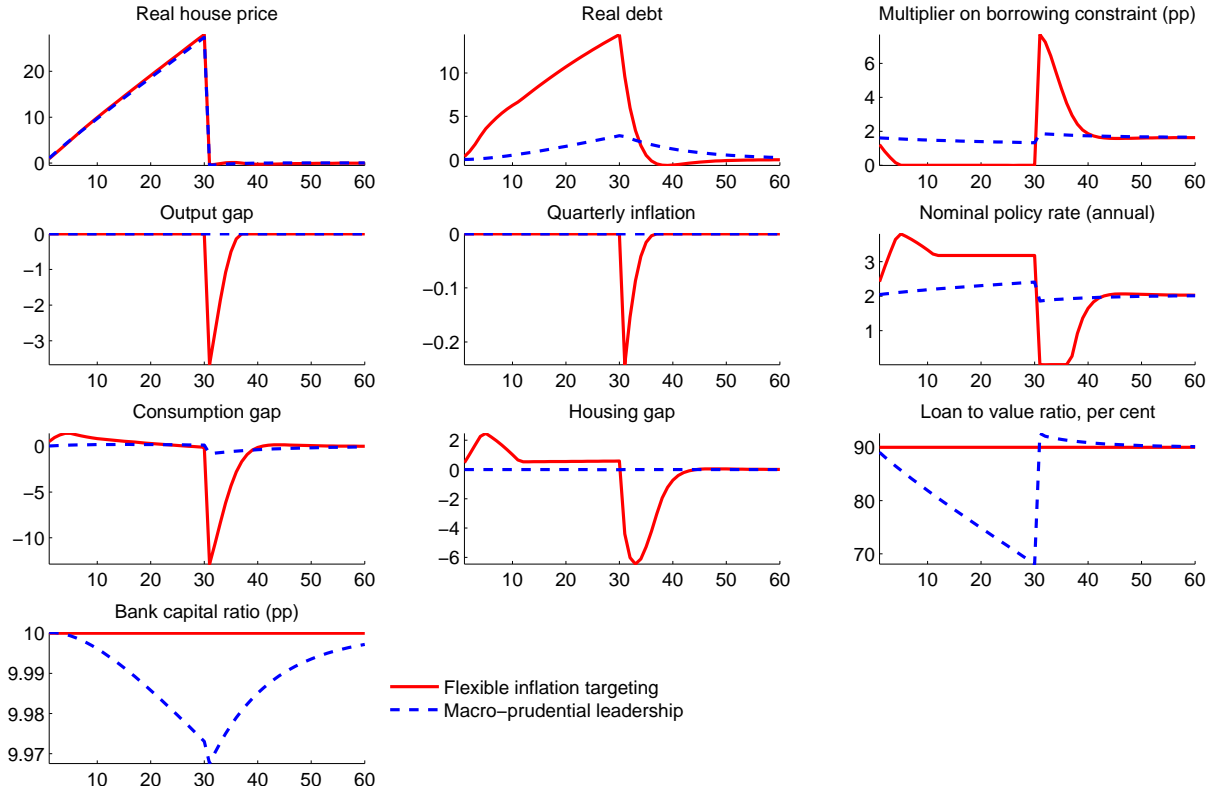 Real house price
Real debt
Multiplier on borrowing constraint (pp)
20
10
0
10 20 30 40 50 60
10
5
0
10 20 30 40 50 60
6
4
2
0
10 20 30 40 50 60
Output gap
Quarterly inflation
Nominal policy rate (annual)
0
−1
−2
−3
10 20 30 40 50 60
0
−0.1
−0.2
10 20 30 40 50 60
3
2
1
10 20 30 40 50 60
Consumption gap
Housing gap
Loan to value ratio, per cent
0
−5
−10
10 20 30 40 50 60
2
0
−2
−4
−6
10 20 30 40 50 60
90
80
70
10 20 30 40 50 60
Bank capital ratio (pp)
10
9.99
9.98
9.97
10 20 30 40 50 60
Flexible inflation targeting
Macro−prudential leadership